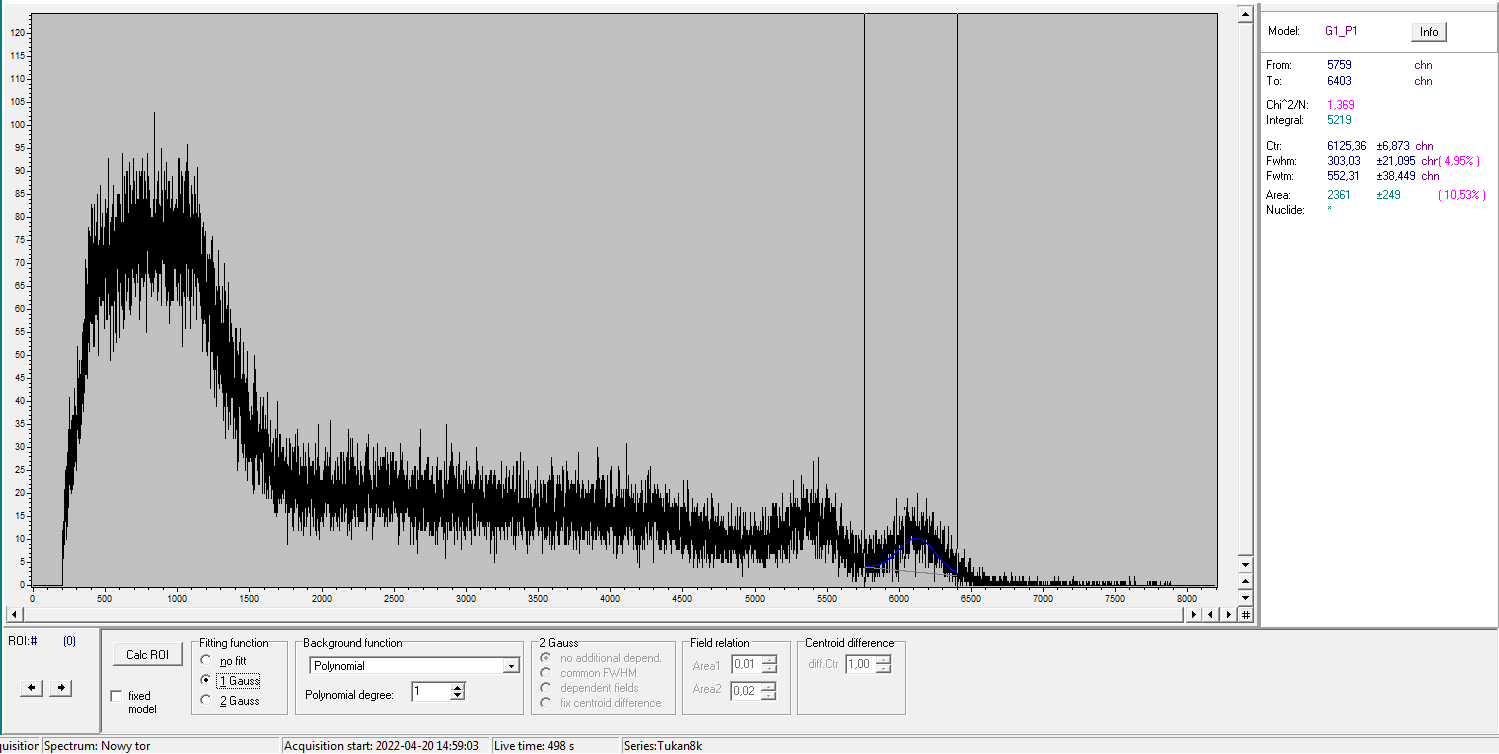 120
115
110
105
100
95
90
85
80
75
70
65
60
55
50
45
40
35
30
25
20
15
10
5
0
0 500 1000 1500 2000 2500 3000 3500 4000 4500 5000 5500 6000 6500 7000 7500 8000
#
Model: G1_P1 Info
From: 5759 chn
To: 6403 chn
Chi^2/N: 1,369
Integral: 5219
Ctr: 6125,36 ±6,873 chn
Fwhm: 303,03 ±21,095 chr( 4,95% )
Fwtm: 552,31 ±38,449 chn
Area: 2361 ±249 ( 10,53% )
Nuclide: *
ROI:# (0)
Calc ROI
fixed
model
Fitting function
no fitt
1 Gauss
2 Gauss
Background function
Polynomial
Polynomial degree: 1
2 Gauss
no additional depend.
common FWHM
dependent fields
fix centroid difference
Field relation
Area1 0,01
Area2 0,02
Centroid difference
diff.Ctr 1,00
quisition Spectrum: Nowy tor Acquisition start: 2022-04-20 14:59:03 Live time: 498 s Series:Tukan8k